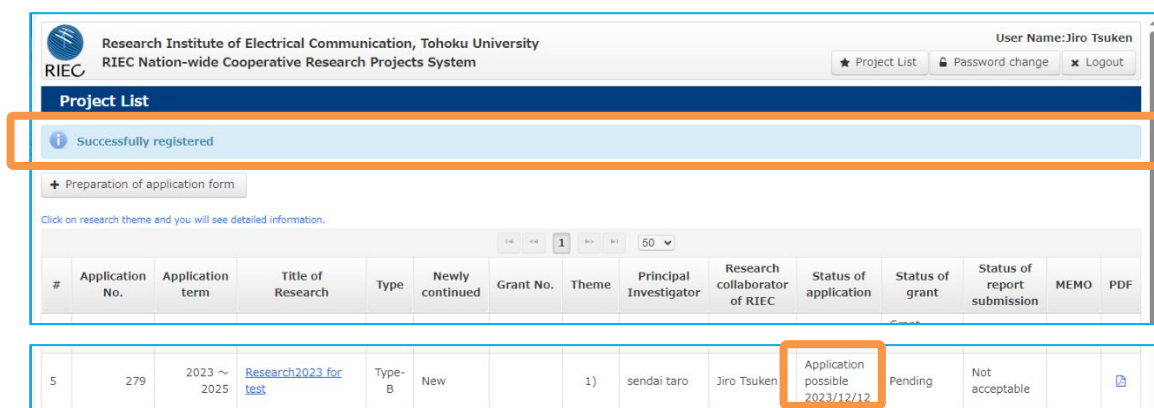 Research Institute of Electrical Communication, Tohoku University
RIEC Nation-wide Cooperative Research Projects System
RIEC
User Name:Jiro Tsuken
Project List
Password change
Logout
Project List
Successfully registered
Preparation of application form
Click on research theme and you will see detailed information.
1
50
# Application No. Application term Title of Research Type Newly continued Grant No. Theme Principal Investigator Research collaborator of RIEC Status of application Status of grant Status of report submission MEMO PDF
5 279 2023 ~ 2025 Research2023 for test Type-B New 1) sendai taro Jiro Tsuken Application possible 2023/12/12 Pending Not acceptable